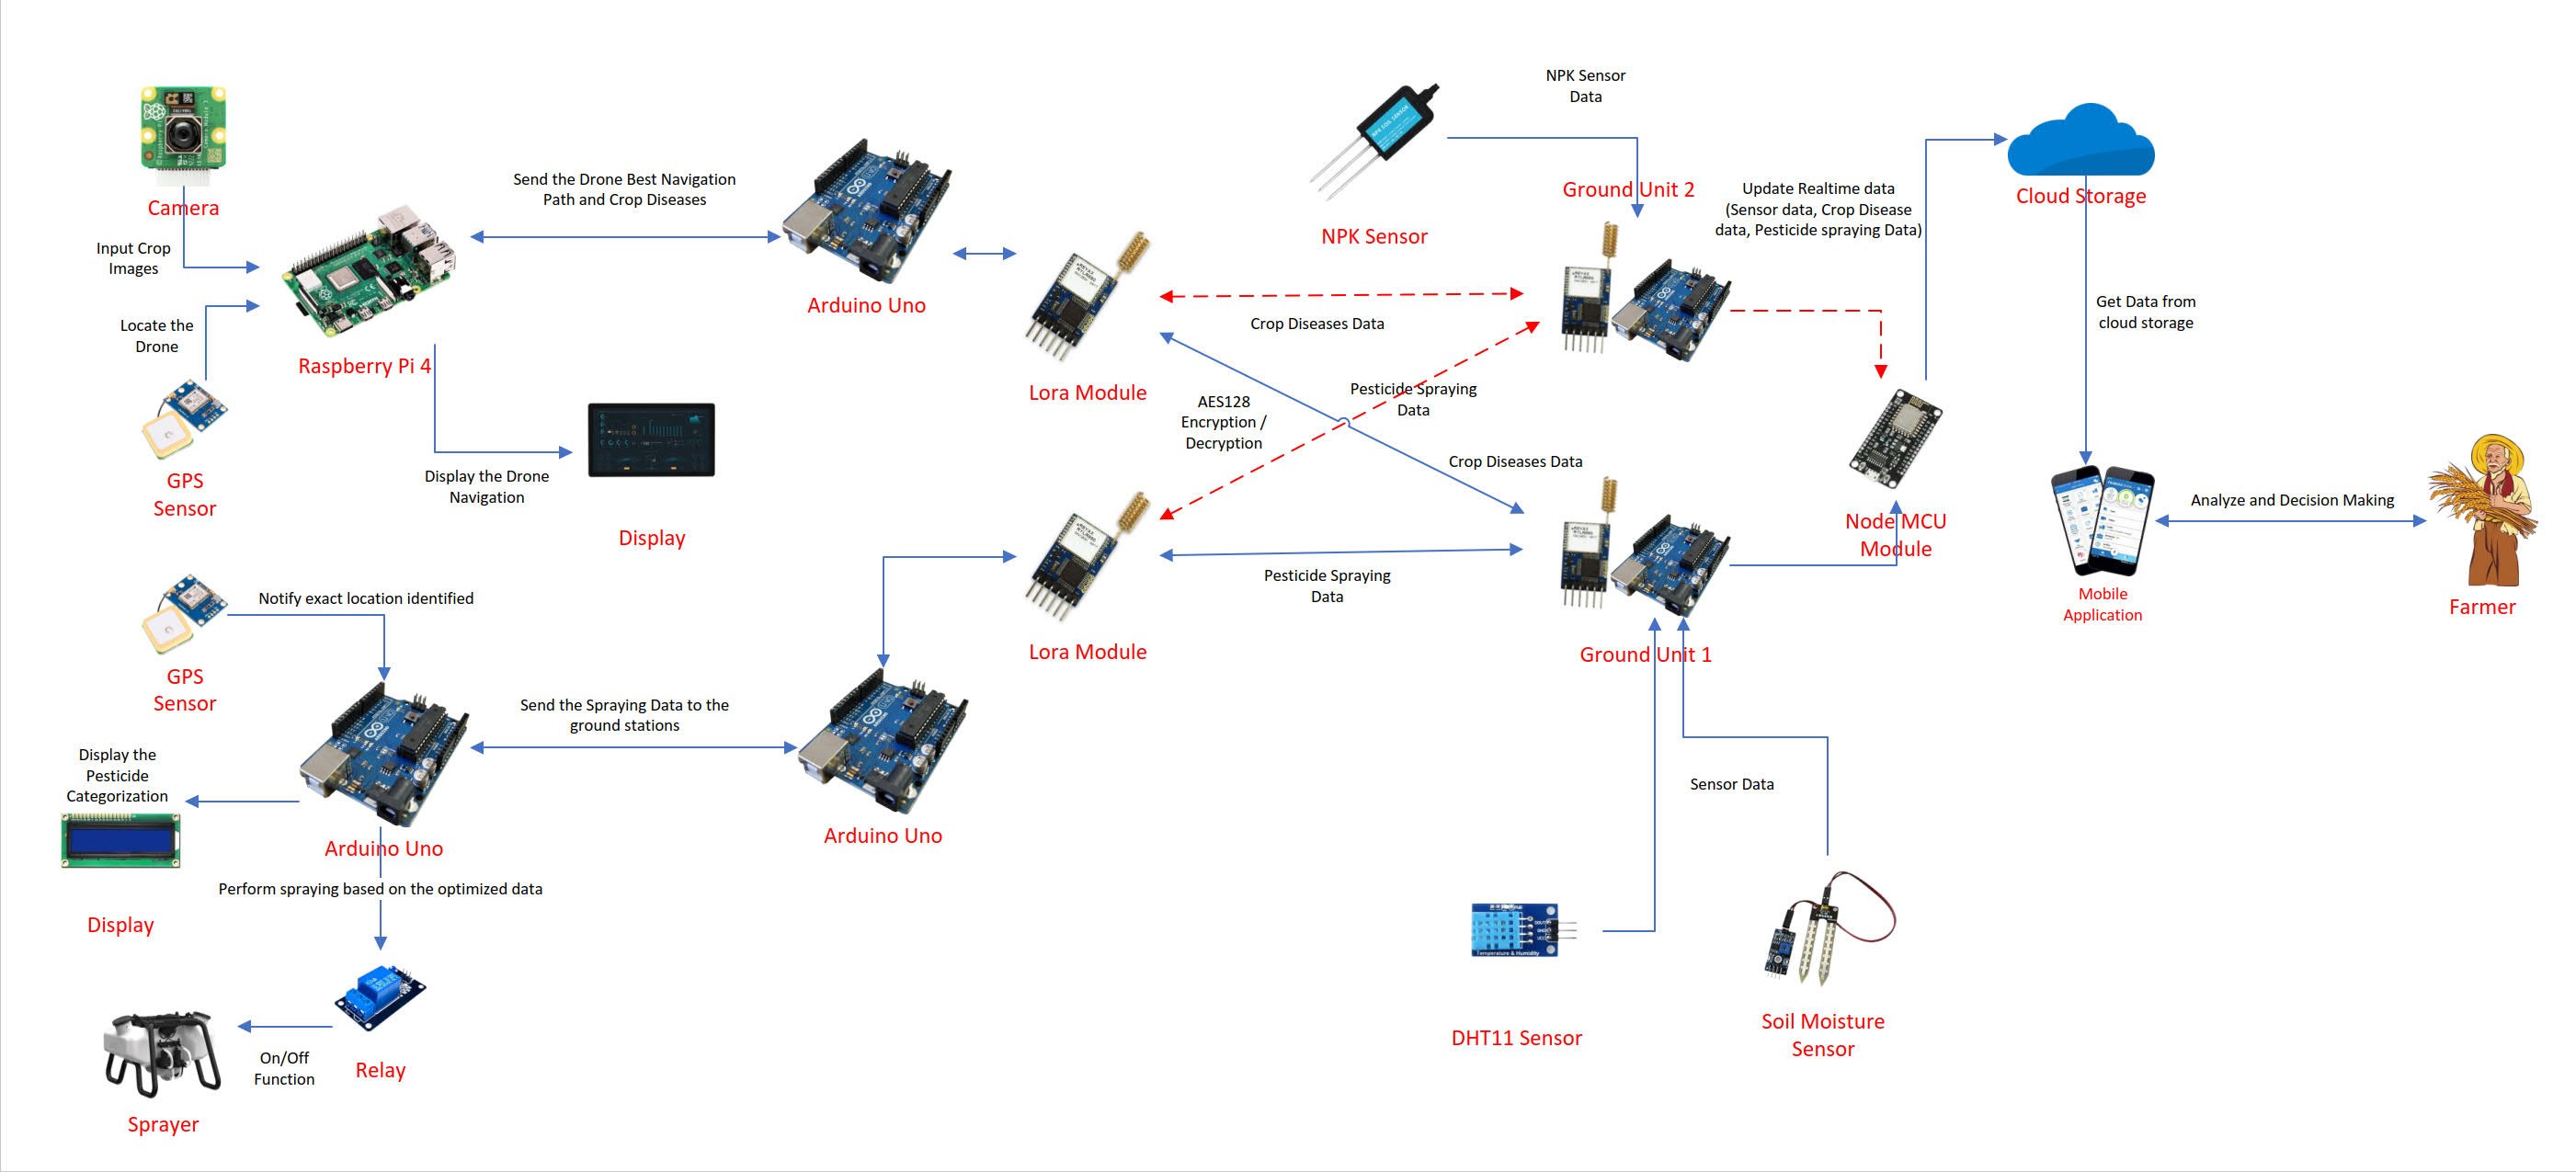 NPK Sensor
Data
Camera
Input Crop
Images
Locate the
Drone
GPS
Sensor
Raspberry Pi 4
Send the Drone Best Navigation
Path and Crop Diseases
Arduino Uno
Display the Drone
Navigation
Display
Lora Module
NPK SOIL SENSOR
NPK Sensor
Ground Unit 2
Update Realtime data
(Sensor data, Crop Disease
data, Pesticide spraying Data)
Cloud Storage
Get Data from
cloud storage
Crop Diseases Data
Pesticide Spraying
Data
AES128
Encryption /
Decryption
Crop Diseases Data
Node MCU
Module
Mobile
Application
Analyze and Decision Making
Farmer
GPS
Sensor
Notify exact location identified
Lora Module
Pesticide Spraying
Data
Ground Unit 1
Send the Spraying Data to the
ground stations
Display the
Pesticide
Categorization
Display
Arduino Uno
Arduino Uno
Perform spraying based on the optimized data
Sensor Data
Relay
On/Off
Function
Sprayer
Temperature & Humidity
DHT11 Sensor
Soil Moisture
Sensor